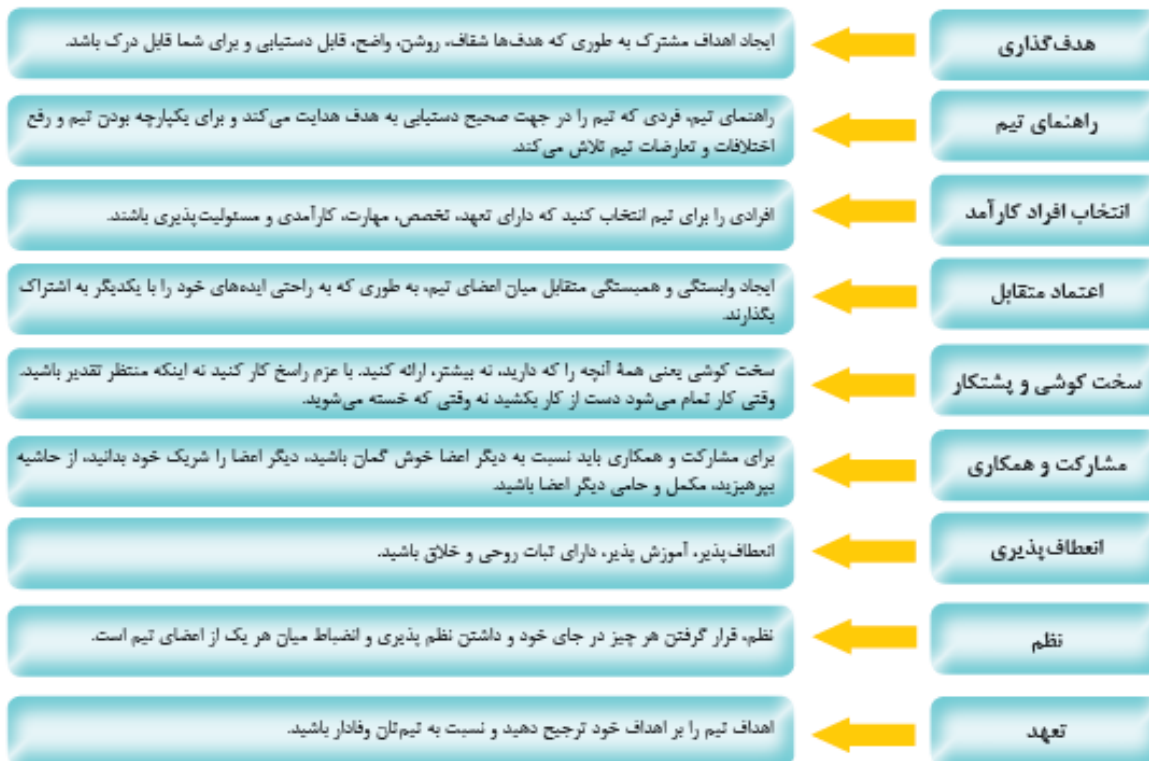 هدف‌گذاری
ایجاد اهداف مشترک به طوری که هدف‌ها شفاف، روشن، واضح، قابل دستیابی و برای شما قابل درک باشد.
راهنمای تیم
راهنمای تیم، فردی که تیم را در جهت صحیح دستیابی به هدف هدایت می‌کند و برای یکپارچه بودن تیم و رفع
اختلافات و تعارضات تیم تلاش می‌کند.
انتخاب افراد کارآمد
افرادی را برای تیم انتخاب کنید که دارای تعهد، تخصص، مهارت، کارآمدی و مسئولیت‌پذیری باشند.
اعتماد متقابل
ایجاد وابستگی و همبستگی متقابل میان اعضای تیم، به طوری که به راحتی ایده‌های خود را با یکدیگر به اشتراک
بگذارند.
سخت کوشی و پشتکار
سخت کوشی یعنی همهٔ آنچه را که دارید، نه بیشتر، ارائه کنید. با عزم راسخ کار کنید نه اینکه منتظر تقدیر باشید.
وقتی کار تمام می‌شود دست از کار بکشید نه وقتی که خسته می‌شوید.
مشارکت و همکاری
برای مشارکت و همکاری باید نسبت به دیگر اعضا خوش گمان باشید، دیگر اعضا را شریک خود بدانید، از حاشیه
بپرهیزید، مکمل و حامی دیگر اعضا باشید.
انعطاف‌پذیری
انعطاف‌پذیر، آموزش پذیر، دارای ثبات روحی و خلاق باشید.
نظم
نظم، قرار گرفتن هر چیز در جای خود و داشتن نظم پذیری و انضباط میان هر یک از اعضای تیم است.
تعهد
اهداف تیم را بر اهداف خود ترجیح دهید و نسبت به تیم‌تان وفادار باشید.